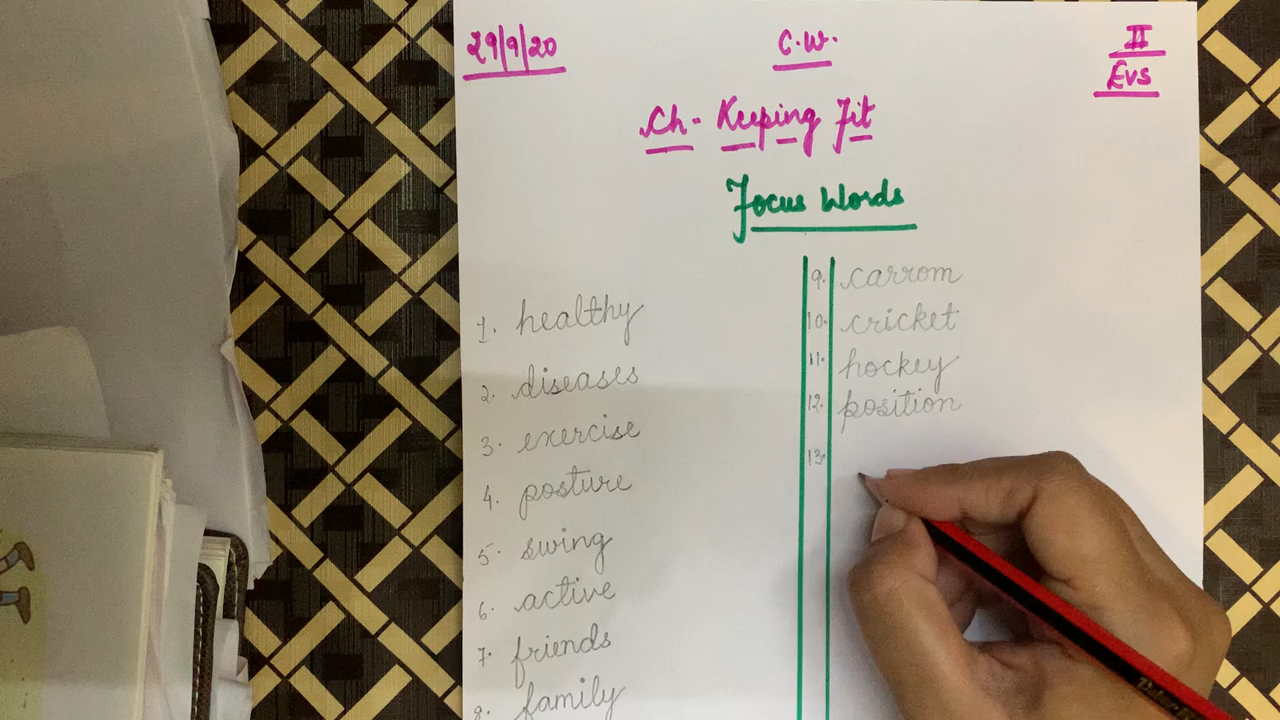 29/9/20
C.W.
II
Evs
Ch- Keeping Fit
Focus Words
1. healthy
2. diseases
3. exercise
4. posture
5. swing
6. active
7. friends
8. family
9. carrom
10. cricket
11. hockey
12. position
13.